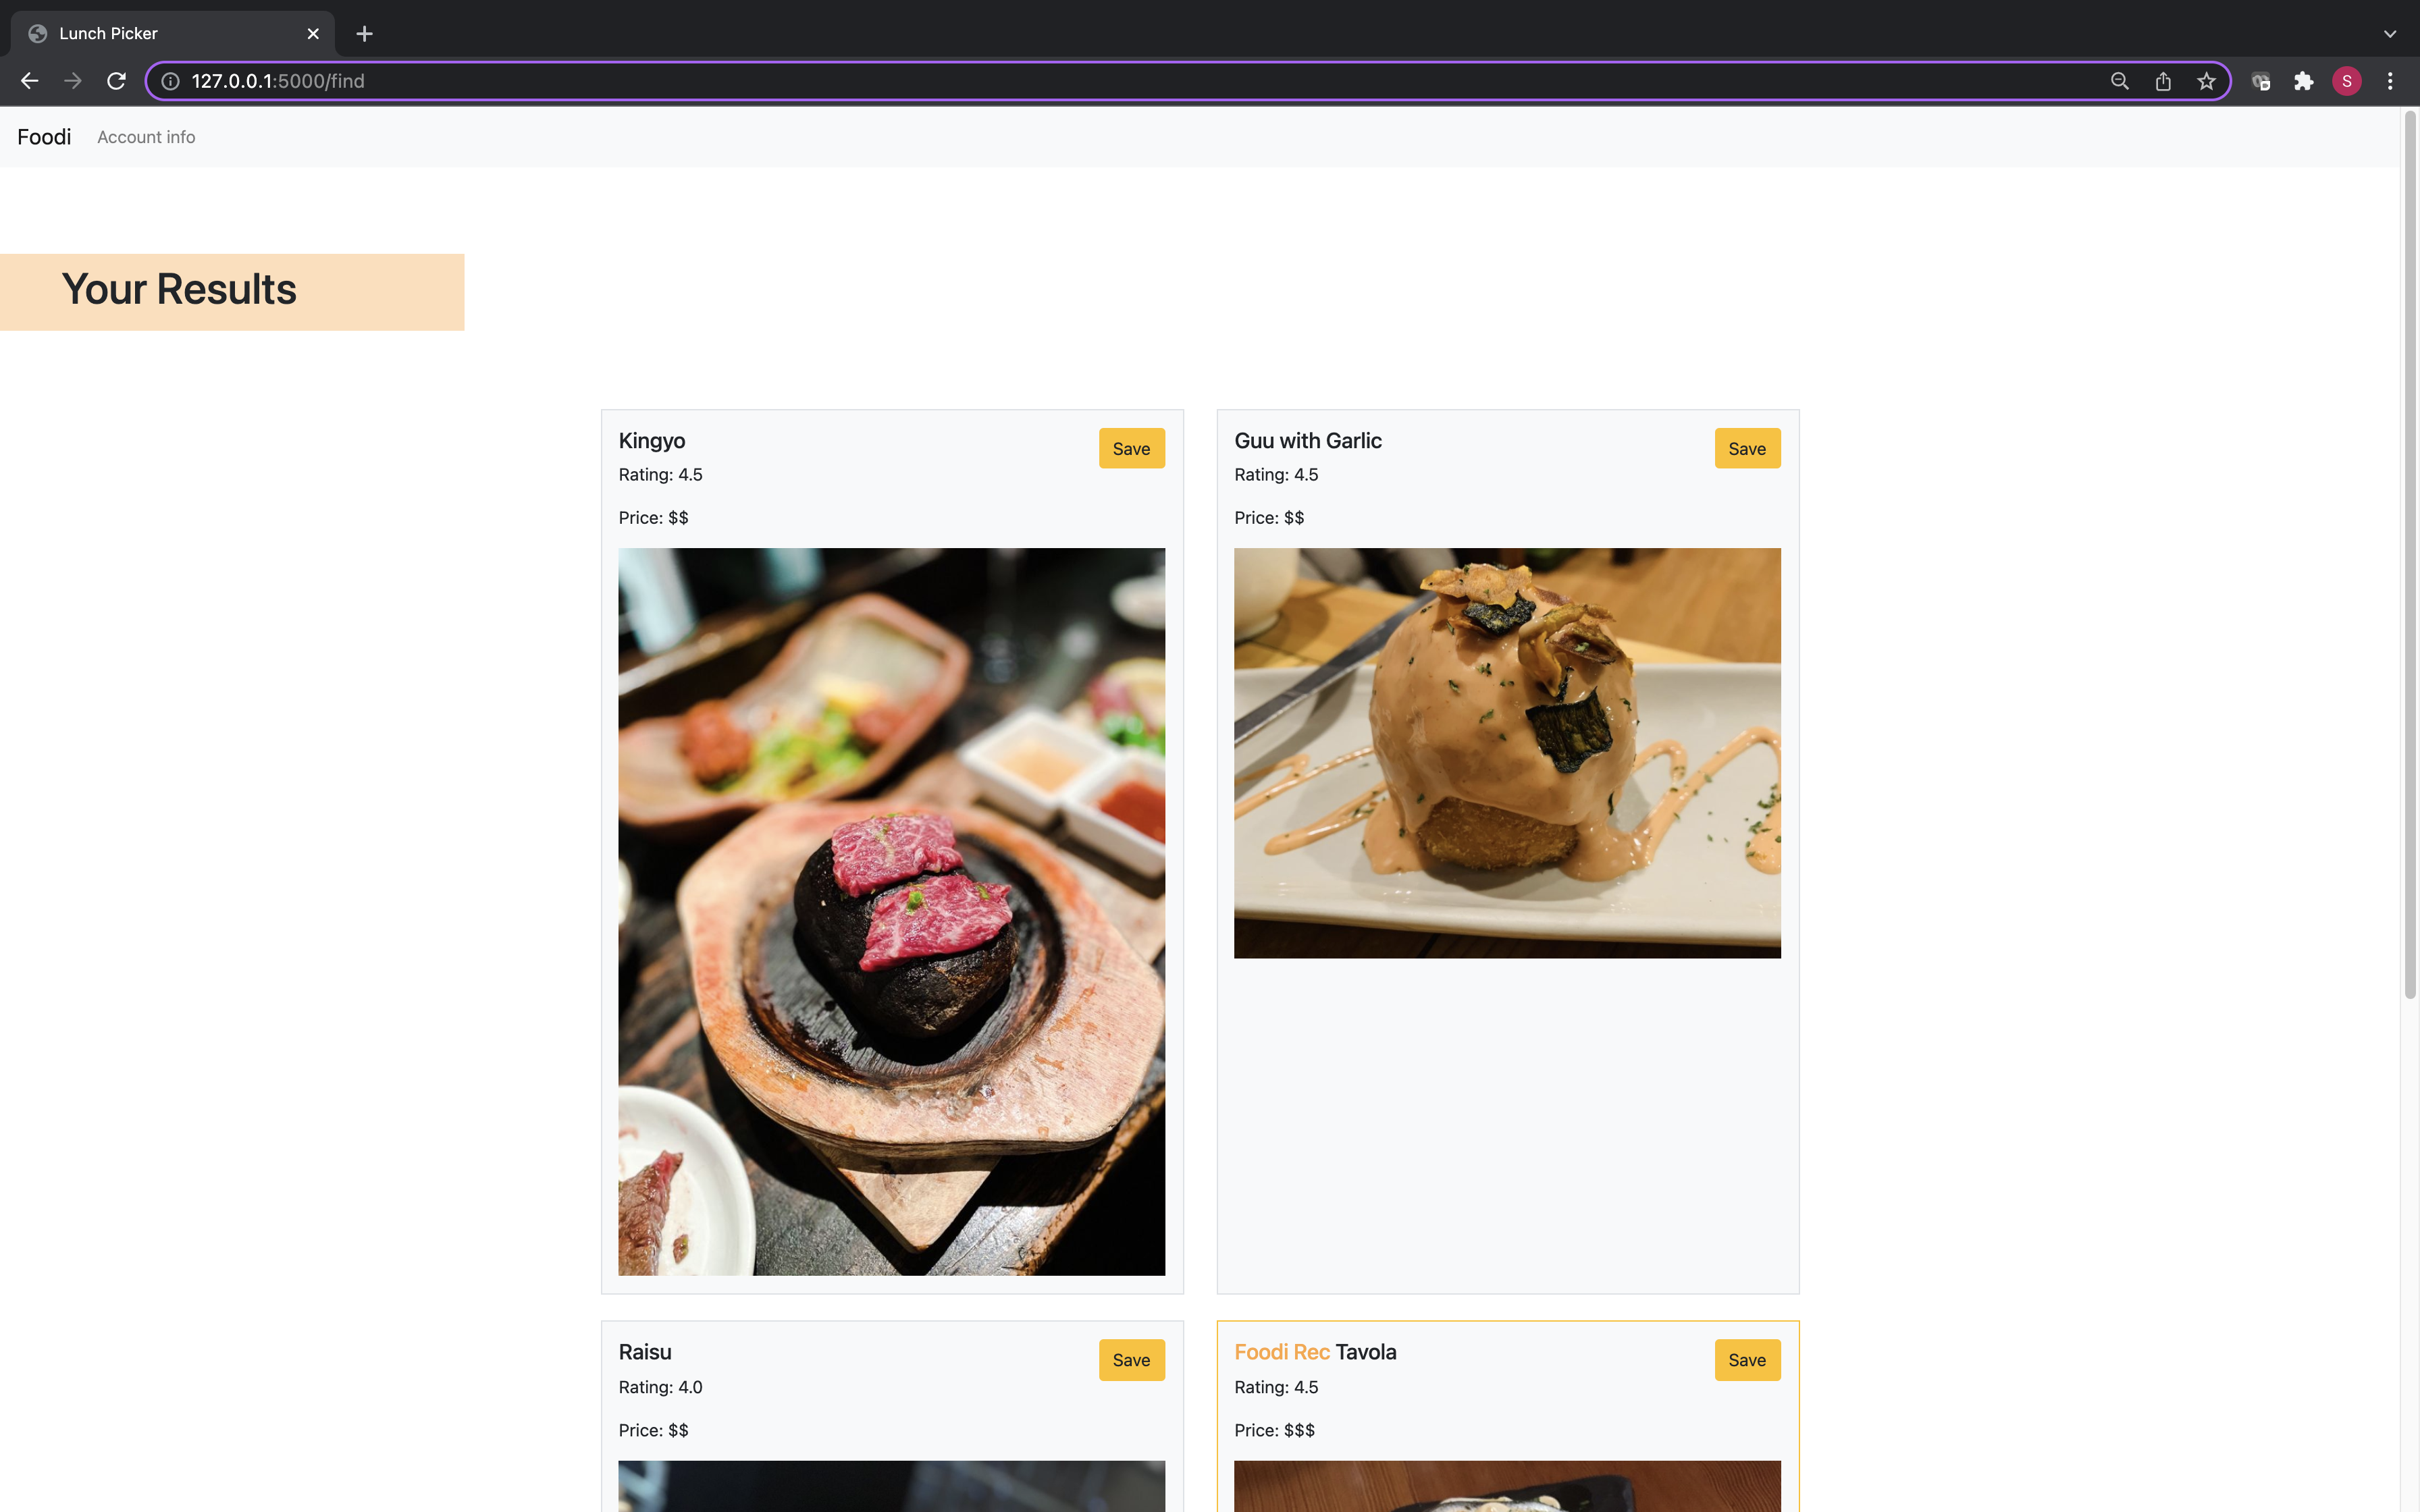 Lunch Picker
127.0.0.1:5000/find
S
Foodi Account info
Your Results
Kingyo
Save
Rating: 4.5
Price: $$
Guu with Garlic
Save
Rating: 4.5
Price: $$
Raisu
Save
Rating: 4.0
Price: $$
Foodi Rec Tavola
Save
Rating: 4.5
Price: $$$